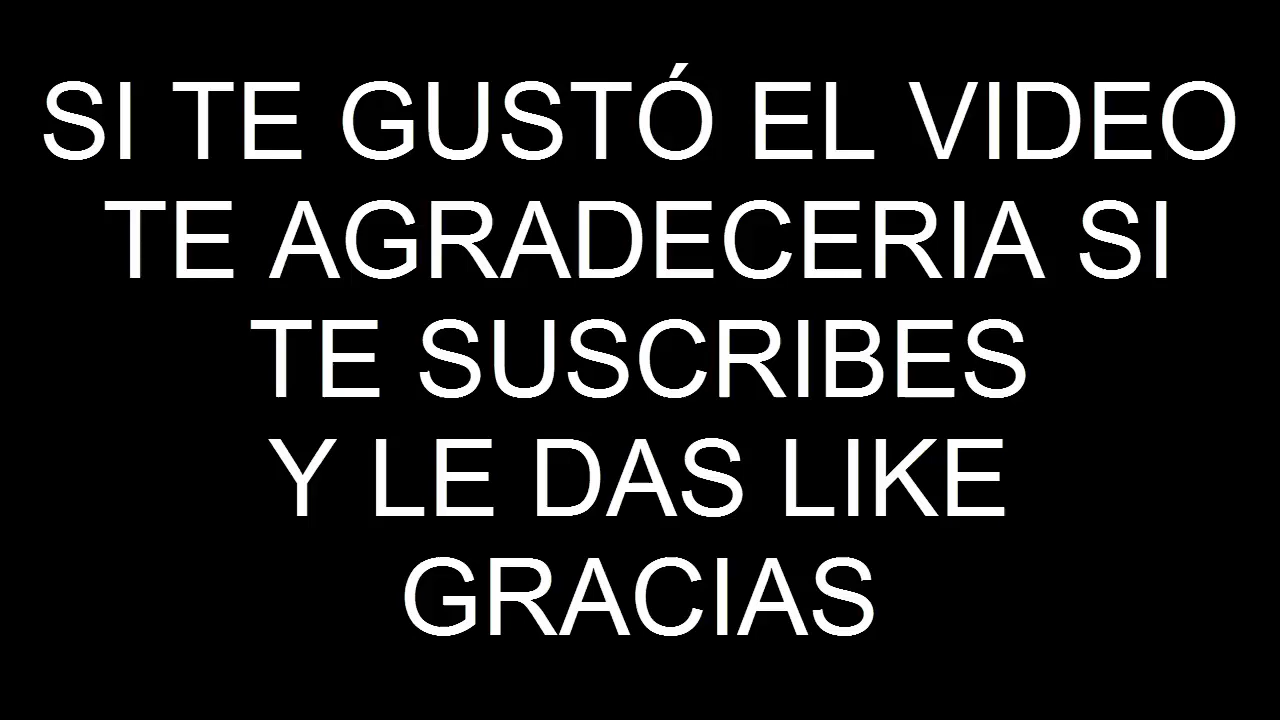 SI TE GUSTÓ EL VIDEO
TE AGRADECERIA SI
TE SUSCRIBES
Y LE DAS LIKE
GRACIAS